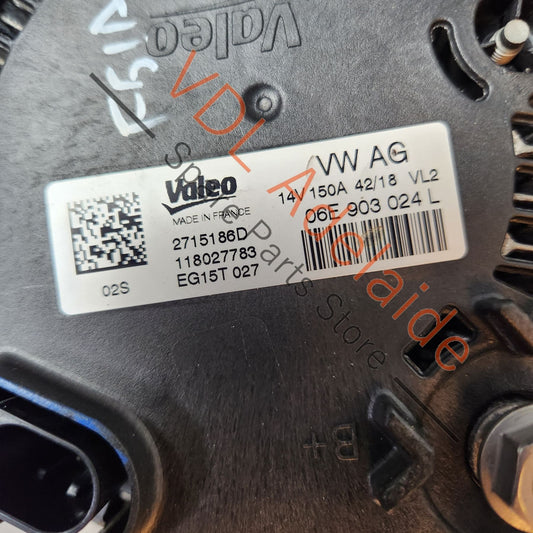 Valeo
F51A
Valeo
MADE IN FRANCE
2715186D
118027783
EG15T 027
02S
VW AG
14V 150A 42/18 VL2
06E 903 024 L
B+
VDL Adelaide
Spare Parts Store